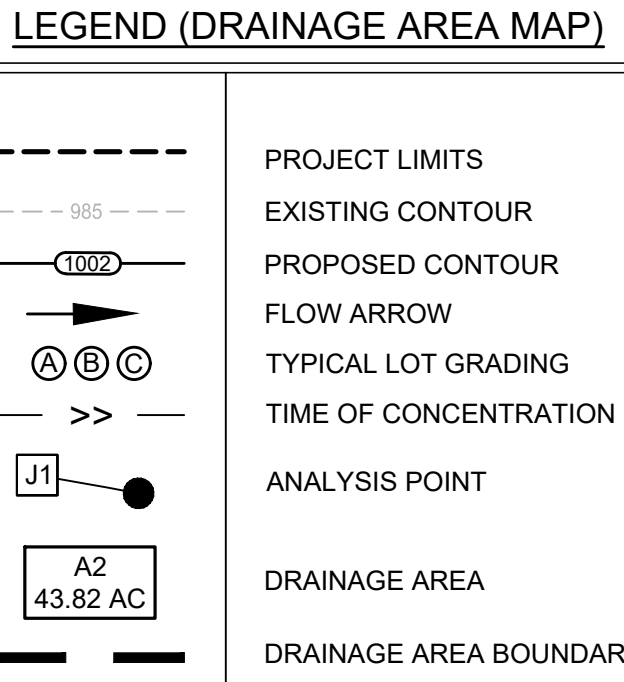 LEGEND (DRAINAGE AREA MAP)
PROJECT LIMITS
985 EXISTING CONTOUR
1002 PROPOSED CONTOUR
FLOW ARROW
A B C TYPICAL LOT GRADING
>> TIME OF CONCENTRATION
J1 ANALYSIS POINT
A2
43.82 AC
DRAINAGE AREA
DRAINAGE AREA BOUNDAR